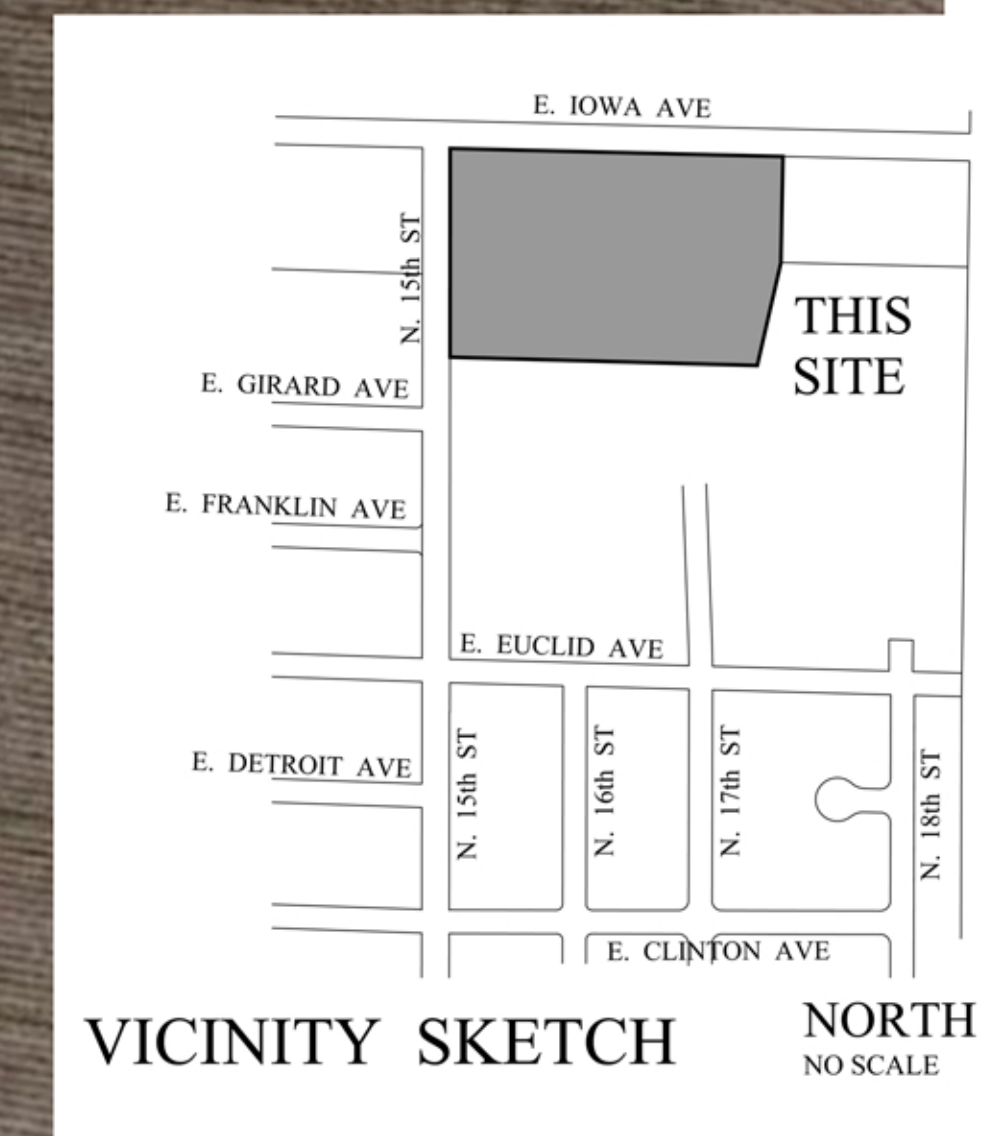 E. IOWA AVE
N. 15th ST
THIS
SITE
E. GIRARD AVE
E. FRANKLIN AVE
E. EUCLID AVE
E. DETROIT AVE
N. 15th ST
N. 16th ST
N. 17th ST
N. 18th ST
E. CLINTON AVE
VICINITY SKETCH
NORTH
NO SCALE